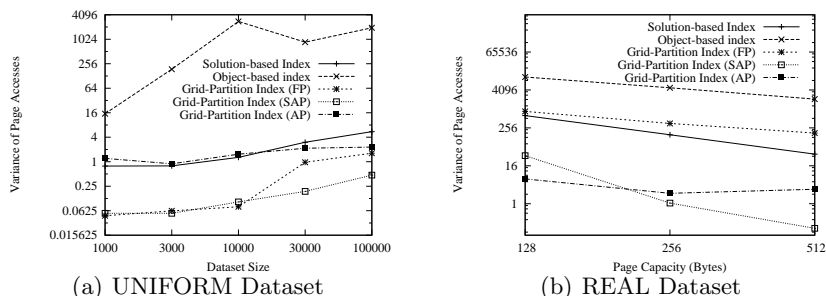 4096
1024
256
64
16
4
1
0.25
0.0625
0.015625
Variance of Page Accesses
Solution-based Index
Object-based index
Grid-Partition Index (FP)
Grid-Partition Index (SAP)
Grid-Partition Index (AP)
1000 3000 10000 30000 100000
Dataset Size
(a) UNIFORM Dataset
65536
4096
256
16
1
Variance of Page Accesses
Solution-based Index
Object-based Index
Grid-Partition Index (FP)
Grid-Partition Index (SAP)
Grid-Partition Index (AP)
128 256 512
Page Capacity (Bytes)
(b) REAL Dataset